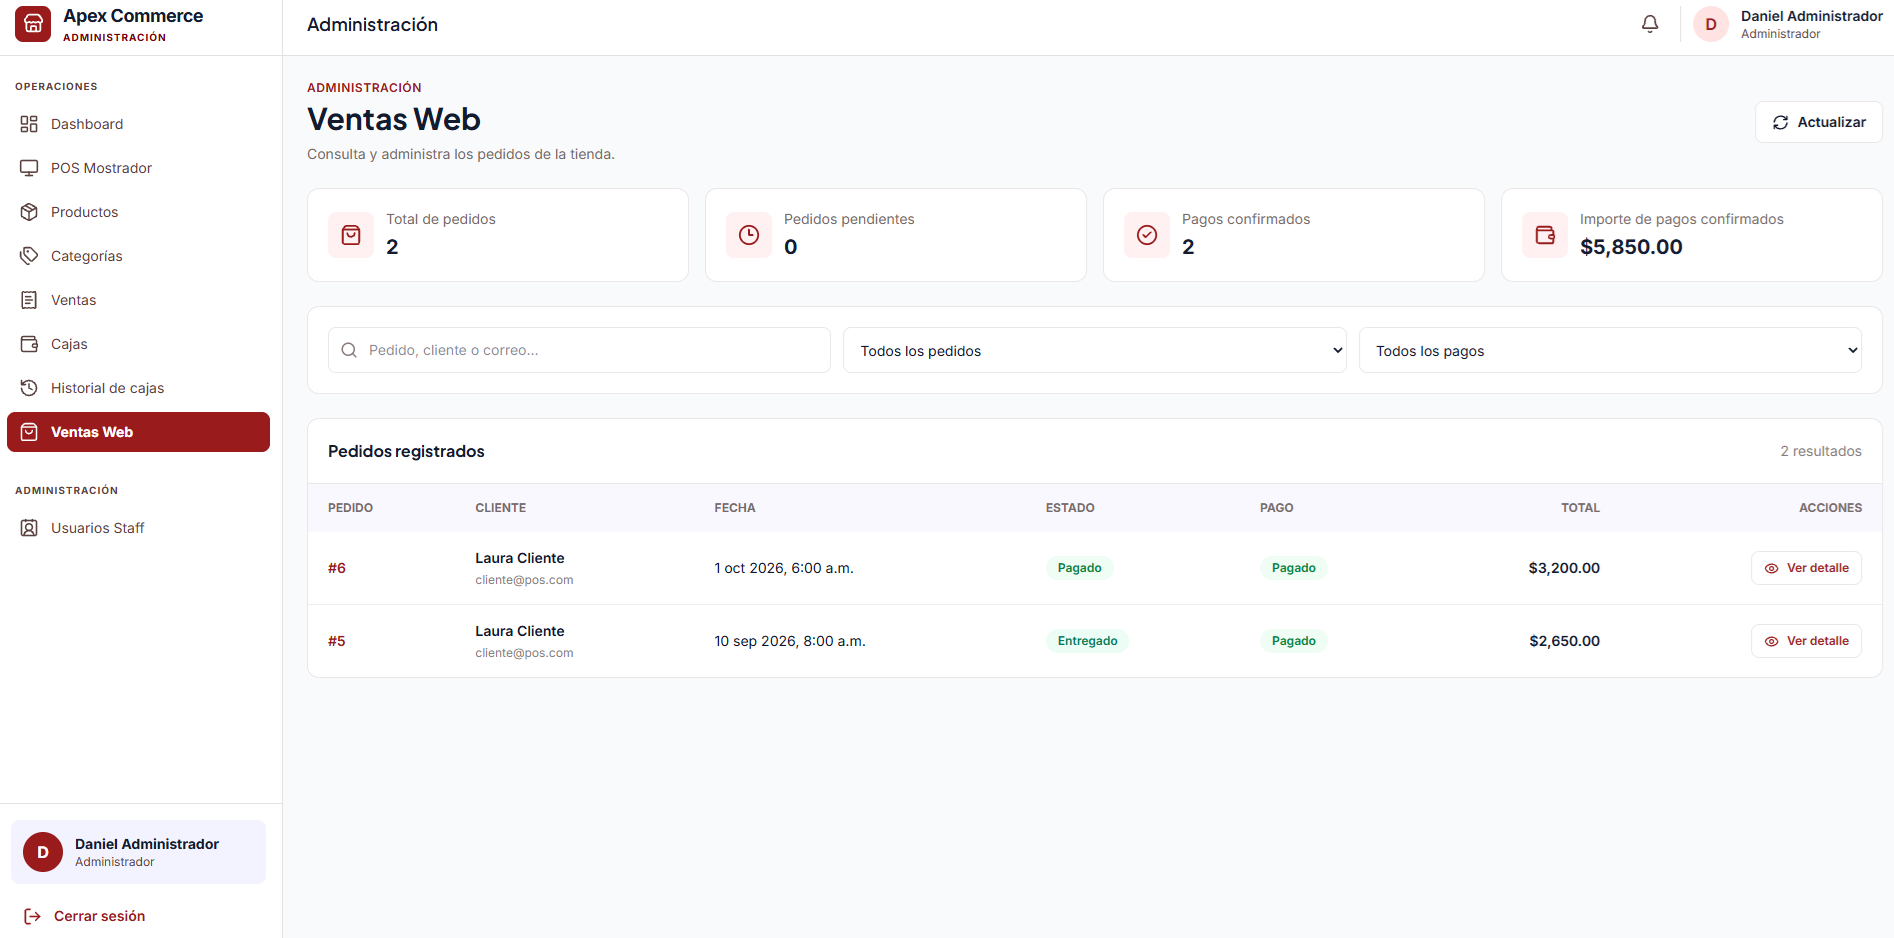 Apex Commerce
ADMINISTRACIÓN
OPERACIONES
Dashboard
POS Mostrador
Productos
Categorías
Ventas
Cajas
Historial de cajas
Ventas Web
ADMINISTRACIÓN
Usuarios Staff
D
Daniel Administrador
Administrador
Cerrar sesión
Administración
D
Daniel Administrador
Administrador
ADMINISTRACIÓN
Ventas Web
Consulta y administra los pedidos de la tienda.
Actualizar
Total de pedidos
2
Pedidos pendientes
0
Pagos confirmados
2
Importe de pagos confirmados
$5,850.00
Pedido, cliente o correo...
Todos los pedidos
Todos los pagos
Pedidos registrados
2 resultados
PEDIDO CLIENTE FECHA ESTADO PAGO TOTAL ACCIONES
#6 Laura Cliente 1 oct 2026, 6:00 a.m. Pagado Pagado $3,200.00 Ver detalle
cliente@pos.com
#5 Laura Cliente 10 sep 2026, 8:00 a.m. Entregado Pagado $2,650.00 Ver detalle
cliente@pos.com